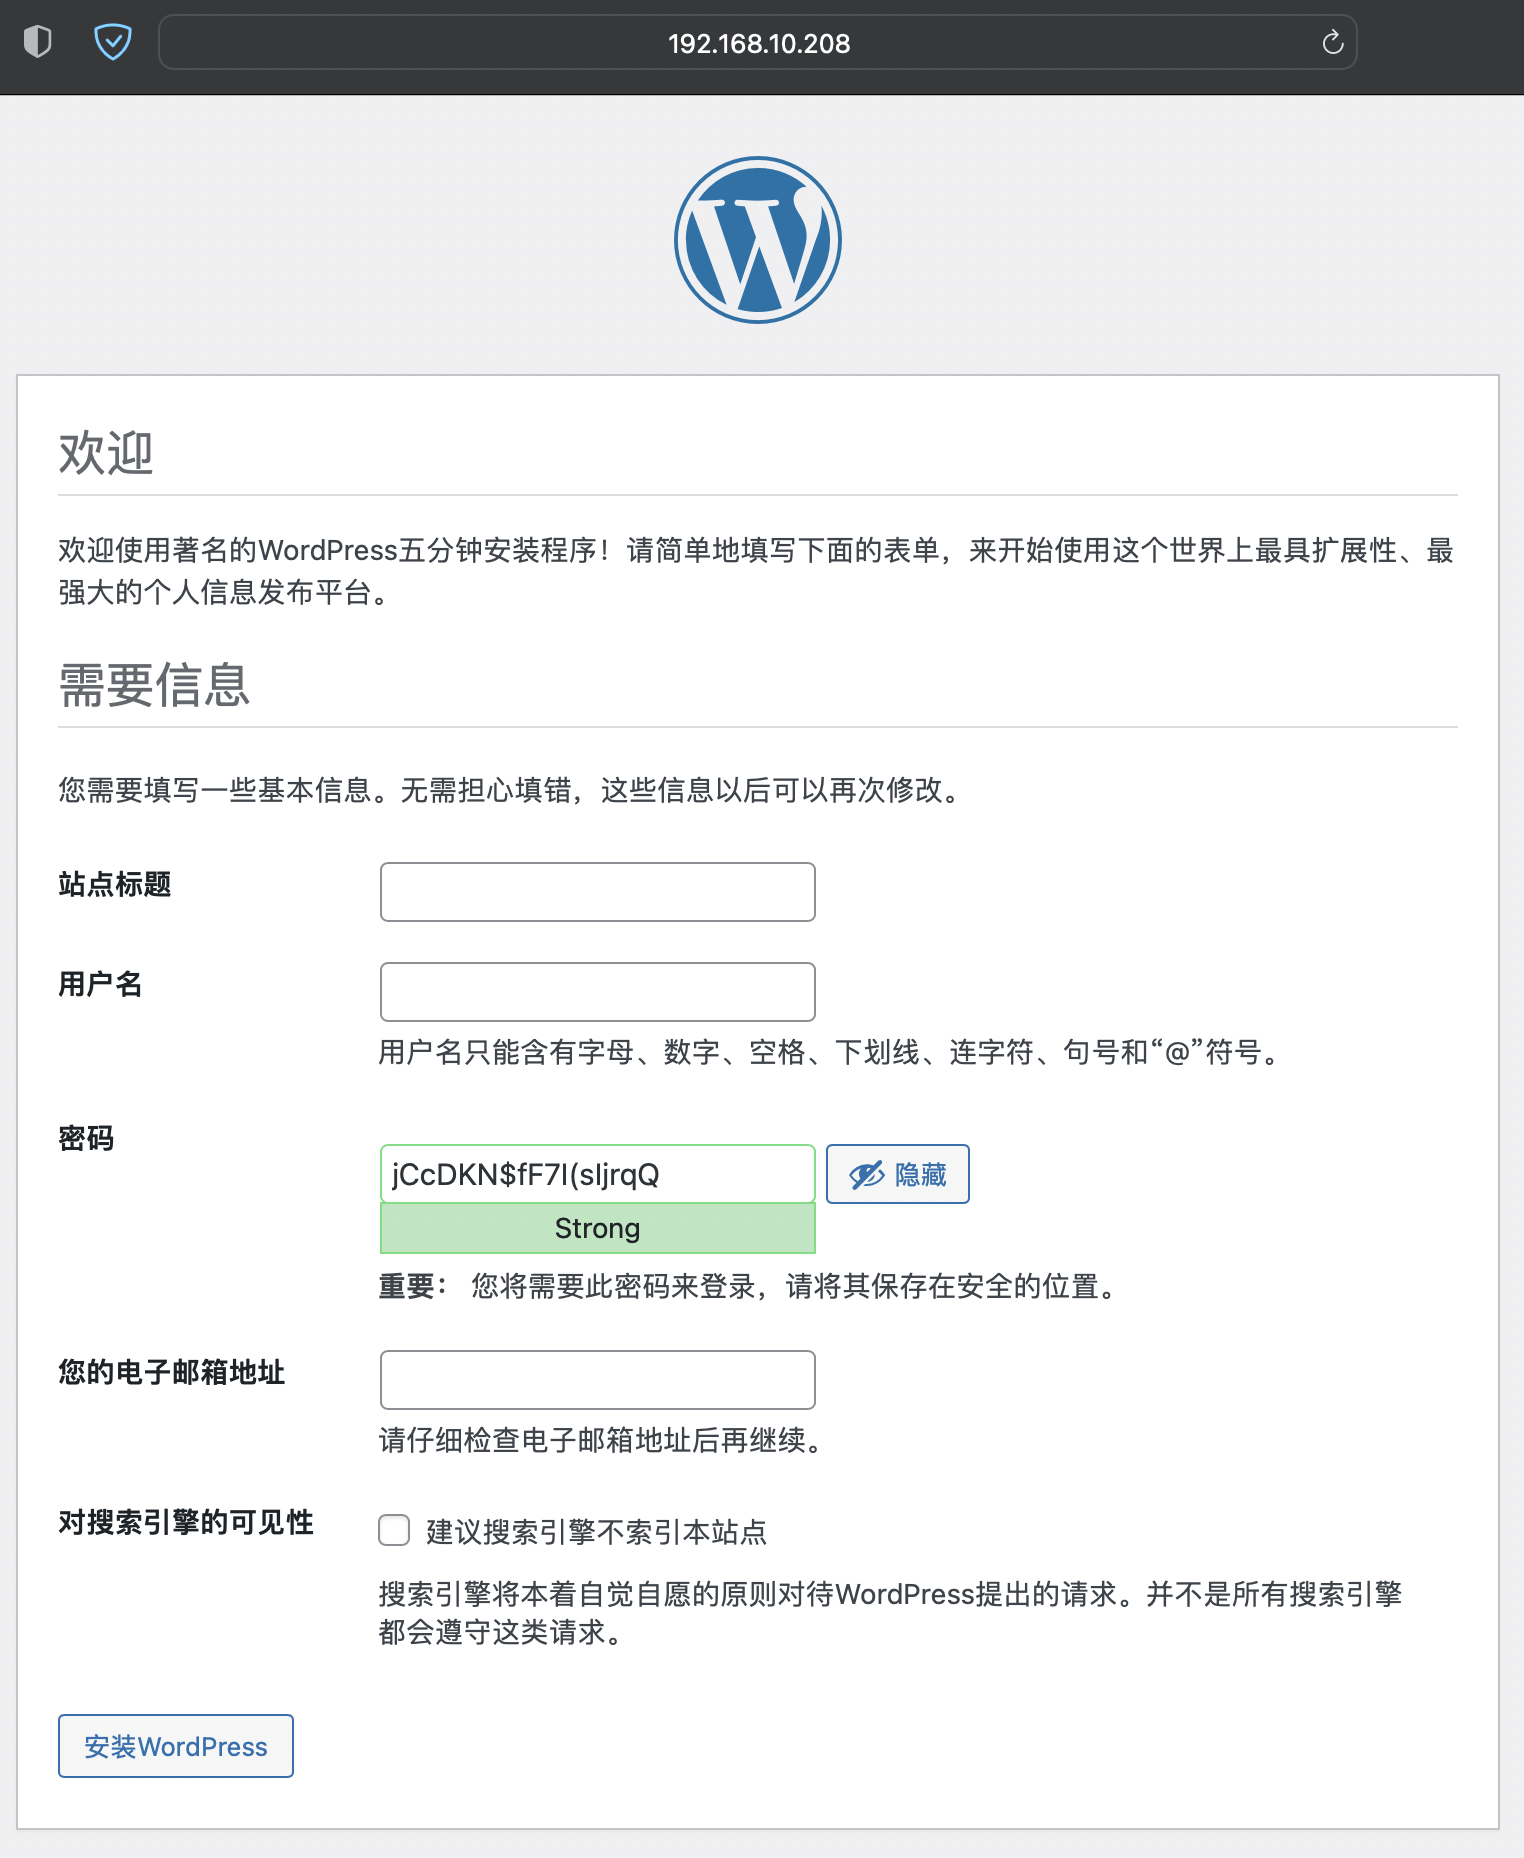 192.168.10.208
欢迎
欢迎使用著名的WordPress五分钟安装程序！请简单地填写下面的表单，来开始使用这个世界上最具扩展性、最
强大的个人信息发布平台。
需要信息
您需要填写一些基本信息。无需担心填错，这些信息以后可以再次修改。
站点标题
用户名
用户名只能含有字母、数字、空格、下划线、连字符、句号和“@”符号。
密码
jCcDKN$fF7I(sIjrqQ
隐藏
Strong
重要： 您将需要此密码来登录，请将其保存在安全的位置。
您的电子邮箱地址
请仔细检查电子邮箱地址后再继续。
对搜索引擎的可见性
建议搜索引擎不索引本站点
搜索引擎将本着自觉自愿的原则对待WordPress提出的请求。并不是所有搜索引擎
都会遵守这类请求。
安装WordPress